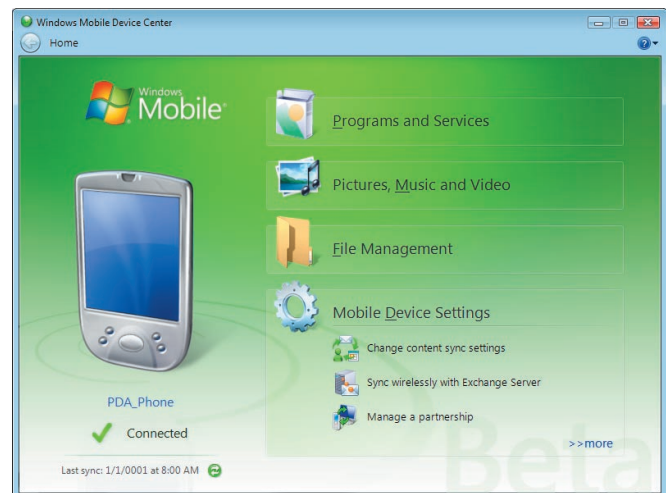 Windows Mobile Device Center
Home
Windows
Mobile
Programs and Services
Pictures, Music and Video
File Management
Mobile Device Settings
Change content sync settings
Sync wirelessly with Exchange Server
Manage a partnership
>>more
PDA_Phone
Connected
Last sync: 1/1/0001 at 8:00 AM
Beta